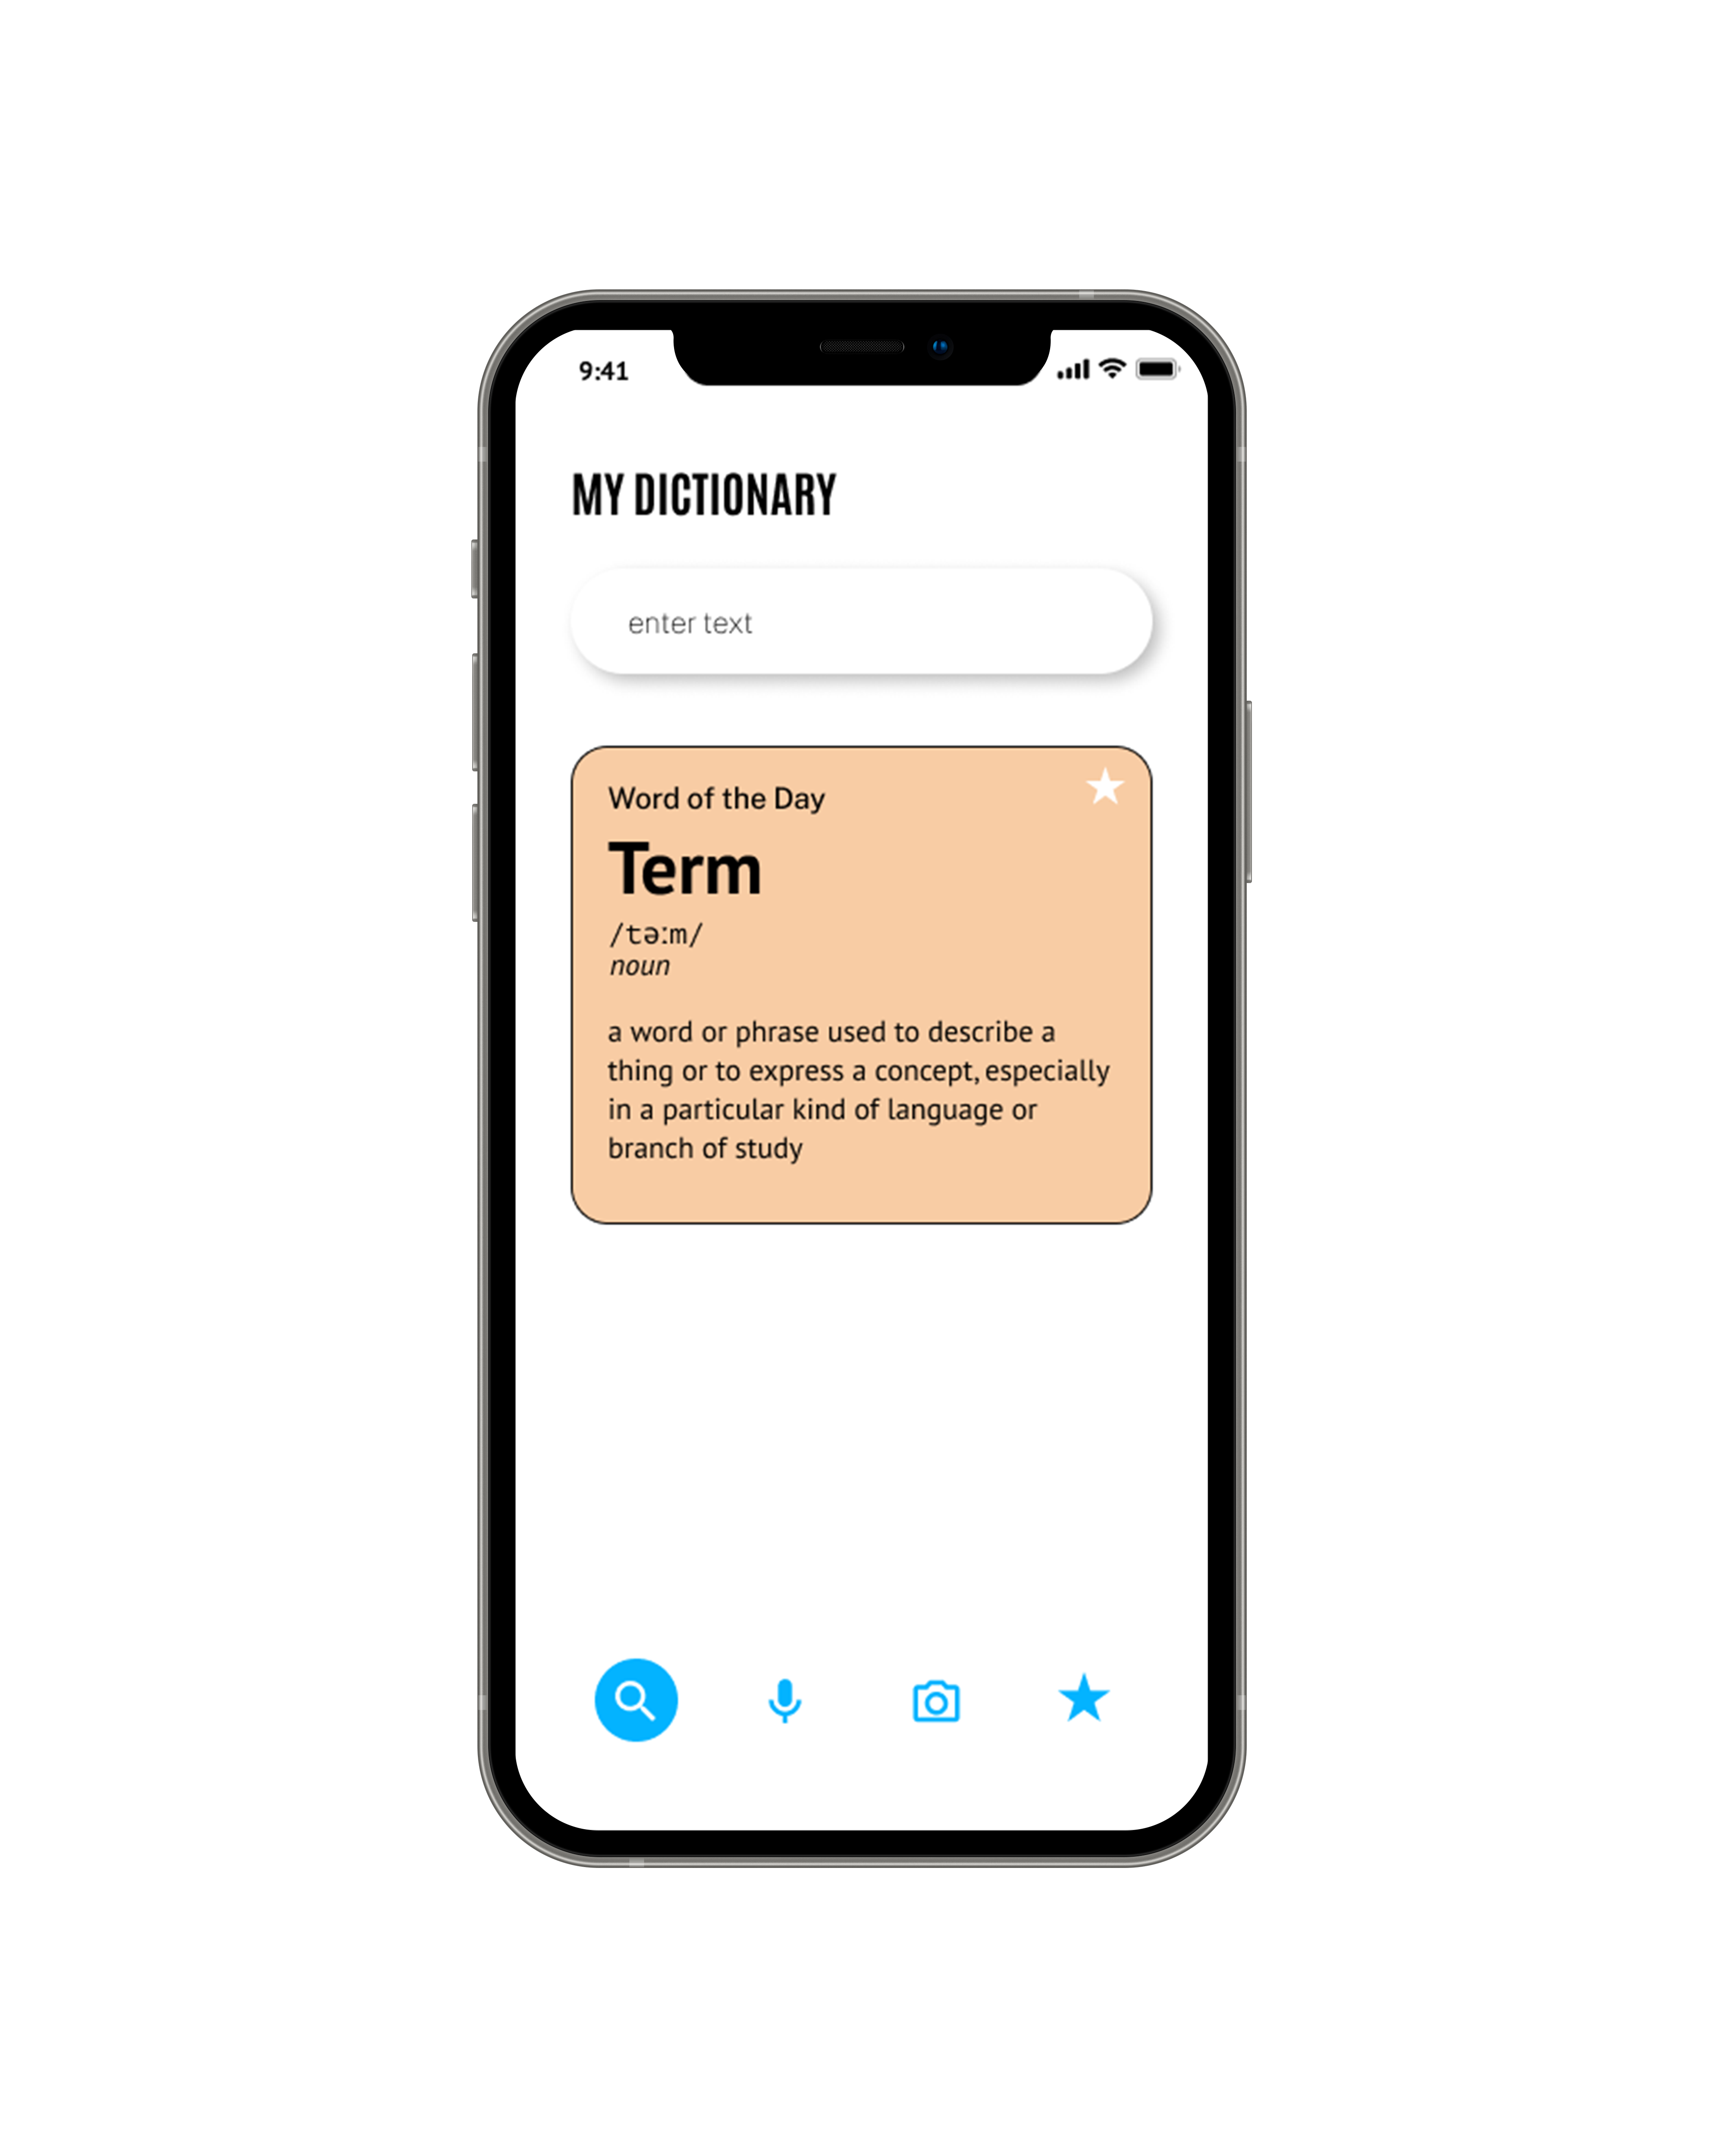 9:41
MY DICTIONARY
enter text
Word of the Day
Term
/təːm/
noun
a word or phrase used to describe a
thing or to express a concept, especially
in a particular kind of language or
branch of study